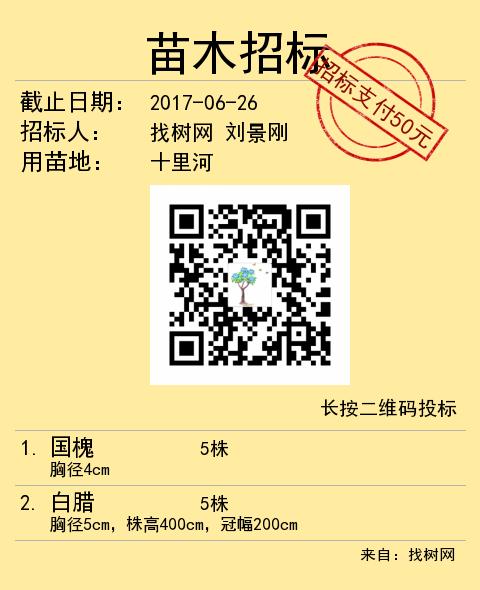 苗木招标
招标支付50元
截止日期： 2017-06-26
招标人： 找树网 刘景刚
用苗地： 十里河
长按二维码投标
1. 国槐 5株
胸径4cm
2. 白腊 5株
胸径5cm，株高400cm，冠幅200cm
来自：找树网